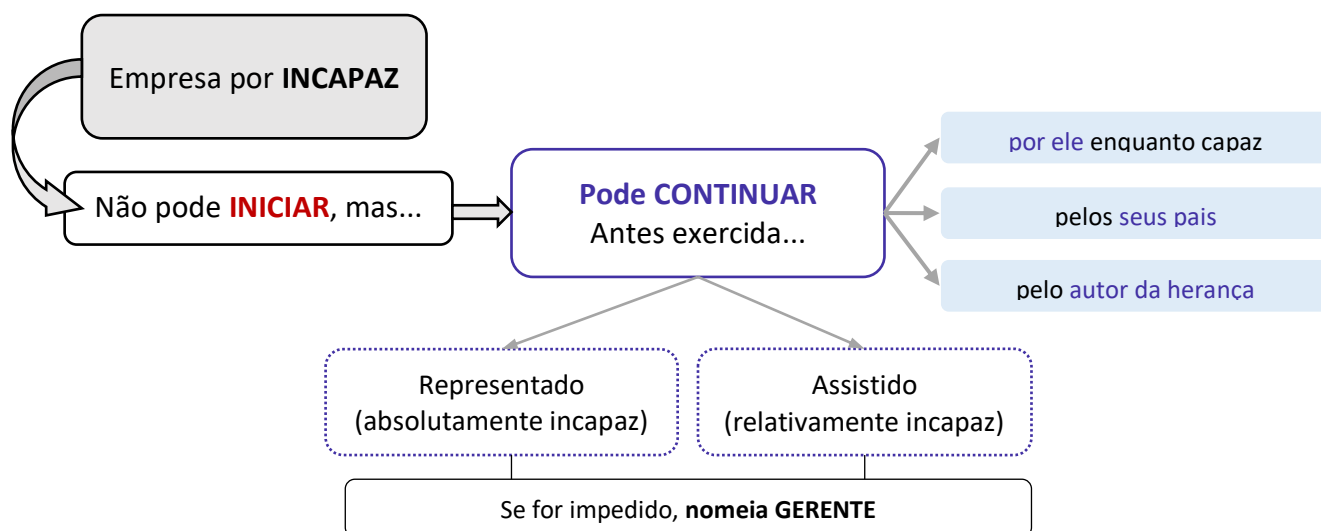 Empresa por INCAPAZ
Não pode INICIAR, mas...
Pode CONTINUAR
Antes exercida...
por ele enquanto capaz
pelos seus pais
pelo autor da herança
Representado
(absolutamente incapaz)
Assistido
(relativamente incapaz)
Se for impedido, nomeia GERENTE